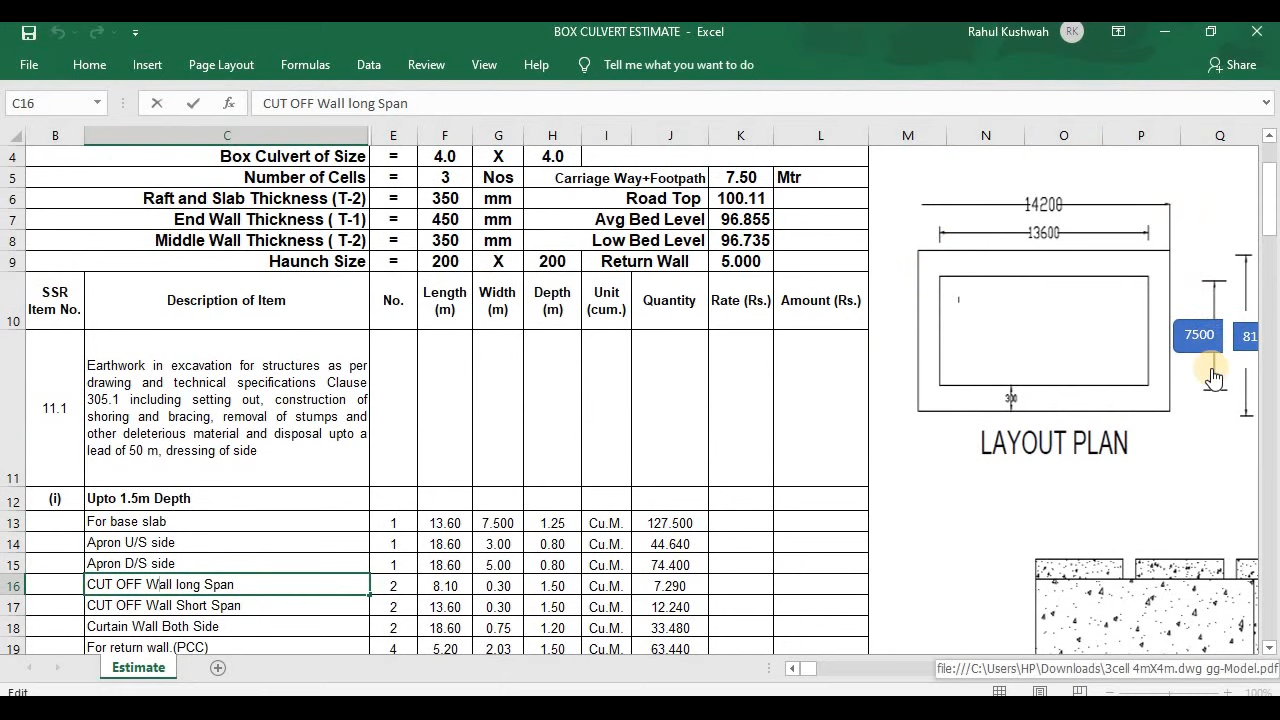 BOX CULVERT ESTIMATE - Excel
Rahul Kushwah RK
File Home Insert Page Layout Formulas Data Review View Help Tell me what you want to do Share
C16 fx CUT OFF Wall long Span
B C E F G H I J K L M N O P Q
4 Box Culvert of Size = 4.0 X 4.0
5 Number of Cells = 3 Nos Carriage Way+Footpath 7.50 Mtr
6 Raft and Slab Thickness (T-2) = 350 mm Road Top 100.11
7 End Wall Thickness (T-1) = 450 mm Avg Bed Level 96.855
8 Middle Wall Thickness ( T-2) = 350 mm Low Bed Level 96.735
9 Haunch Size = 200 X 200 Return Wall 5.000
10 SSR Item No. Description of Item No. Length (m) Width (m) Depth (m) Unit (cum.) Quantity Rate (Rs.) Amount (Rs.)
11 11.1 Earthwork in excavation for structures as per
drawing and technical specifications Clause
305.1 including setting out, construction of
shoring and bracing, removal of stumps and
other deleterious material and disposal upto a
lead of 50 m, dressing of side
12 (i) Upto 1.5m Depth
13 For base slab 1 13.60 7.500 1.25 Cu.M. 127.500
14 Apron U/S side 1 18.60 3.00 0.80 Cu.M. 44.640
15 Apron D/S side 1 18.60 5.00 0.80 Cu.M. 74.400
16 CUT OFF Wall long Span 2 8.10 0.30 1.50 Cu.M. 7.290
17 CUT OFF Wall Short Span 2 13.60 0.30 1.50 Cu.M. 12.240
18 Curtain Wall Both Side 2 18.60 0.75 1.20 Cu.M. 33.480
19 For return wall.(PCC) 4 5.20 2.03 1.50 Cu.M. 63.440
14200
13600
7500
81
300
LAYOUT PLAN
Estimate
file:///C:\Users\HP\Downloads\3cell 4mX4m.dwg gg-Model.pdf
Edit
100%